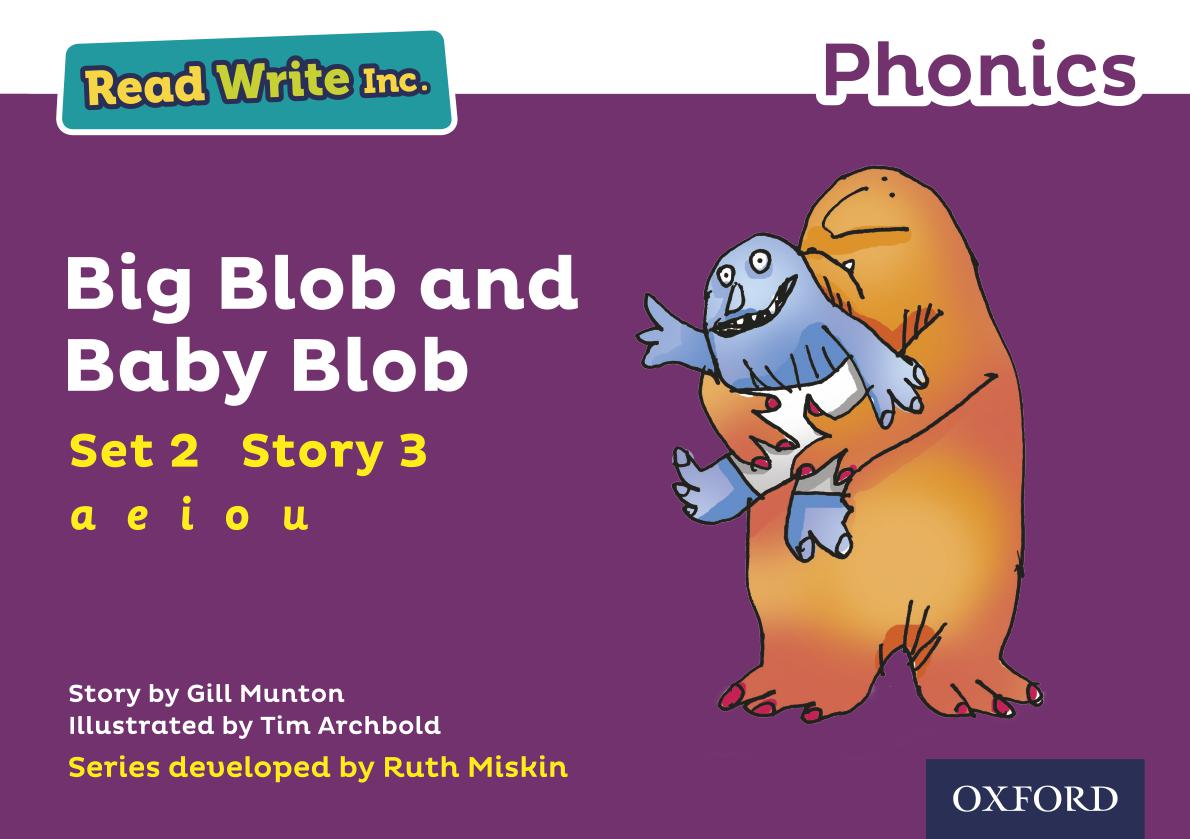 Read Write Inc.
Phonics
Big Blob and
Baby Blob
Set 2 Story 3
a e i o u
Story by Gill Munton
Illustrated by Tim Archbold
Series developed by Ruth Miskin
OXFORD